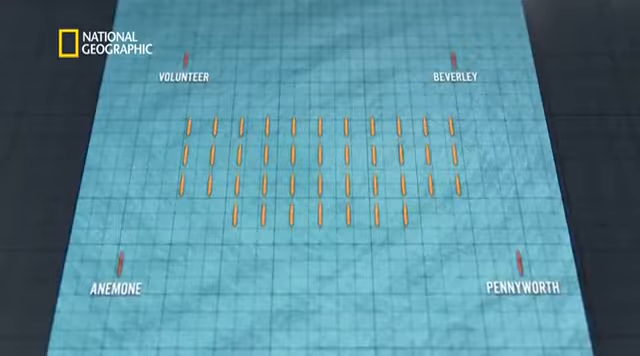 NATIONAL
GEOGRAPHIC
VOLUNTEER
BEVERLEY
ANEMONE
PENNYWORTH